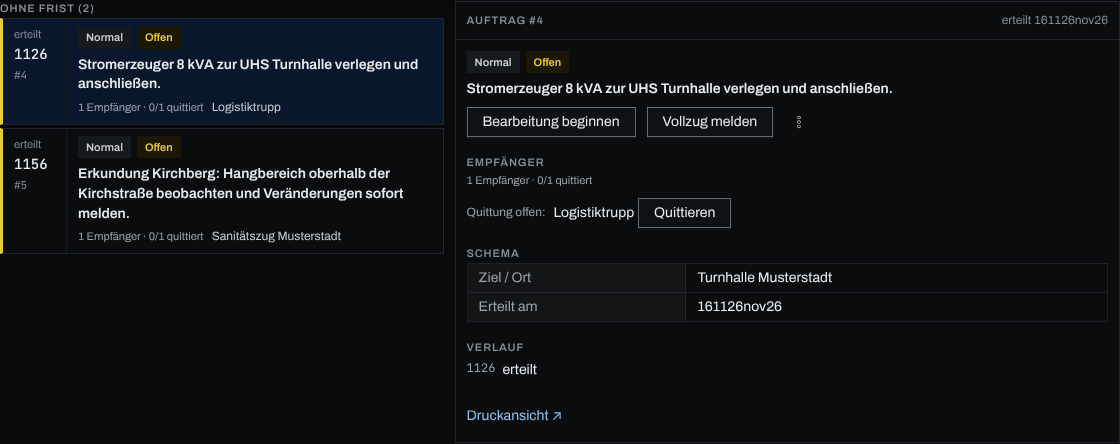 OHNE FRIST (2)
erteilt
1126
#4
Normal Offen
Stromerzeuger 8 kVA zur UHS Turnhalle verlegen und
anschließen.
1 Empfänger · 0/1 quittiert Logistiktrupp
erteilt
1156
#5
Normal Offen
Erkundung Kirchberg: Hangbereich oberhalb der
Kirchstraße beobachten und Veränderungen sofort
melden.
1 Empfänger · 0/1 quittiert Sanitätszug Musterstadt
AUFTRAG #4 erteilt 161126nov26
Normal Offen
Stromerzeuger 8 kVA zur UHS Turnhalle verlegen und anschließen.
Bearbeitung beginnen Vollzug melden
EMPFÄNGER
1 Empfänger · 0/1 quittiert
Quittung offen: Logistiktrupp Quittieren
SCHEMA
Ziel / Ort Turnhalle Musterstadt
Erteilt am 161126nov26
VERLAUF
1126 erteilt
Druckansicht ↗